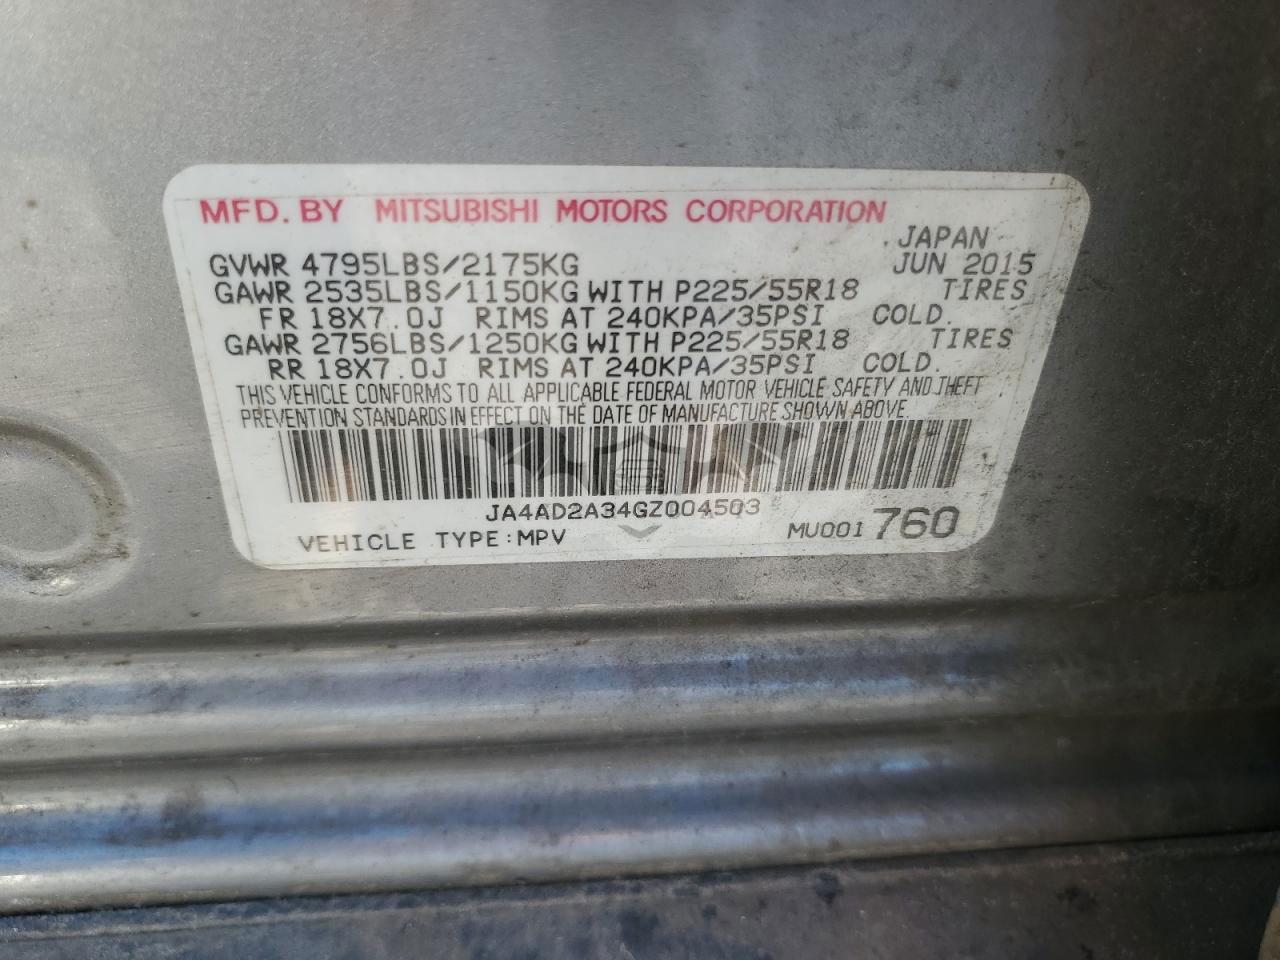 MFD. BY MITSUBISHI MOTORS CORPORATION
JAPAN
GVWR 4795LBS/2175KG JUN 2015
GAWR 2535LBS/1150KG WITH P225/55R18 TIRES
FR 18X7.0J RIMS AT 240KPA/35PSI COLD.
GAWR 2756LBS/1250KG WITH P225/55R18 TIRES
RR 18X7.0J RIMS AT 240KPA/35PSI COLD.
THIS VEHICLE CONFORMS TO ALL APPLICABLE FEDERAL MOTOR VEHICLE SAFETY AND THEFT
PREVENTION STANDARDS IN EFFECT ON THE DATE OF MANUFACTURE SHOWN ABOVE.
JA4AD2A34GZ004503
VEHICLE TYPE:MPV MU001 760